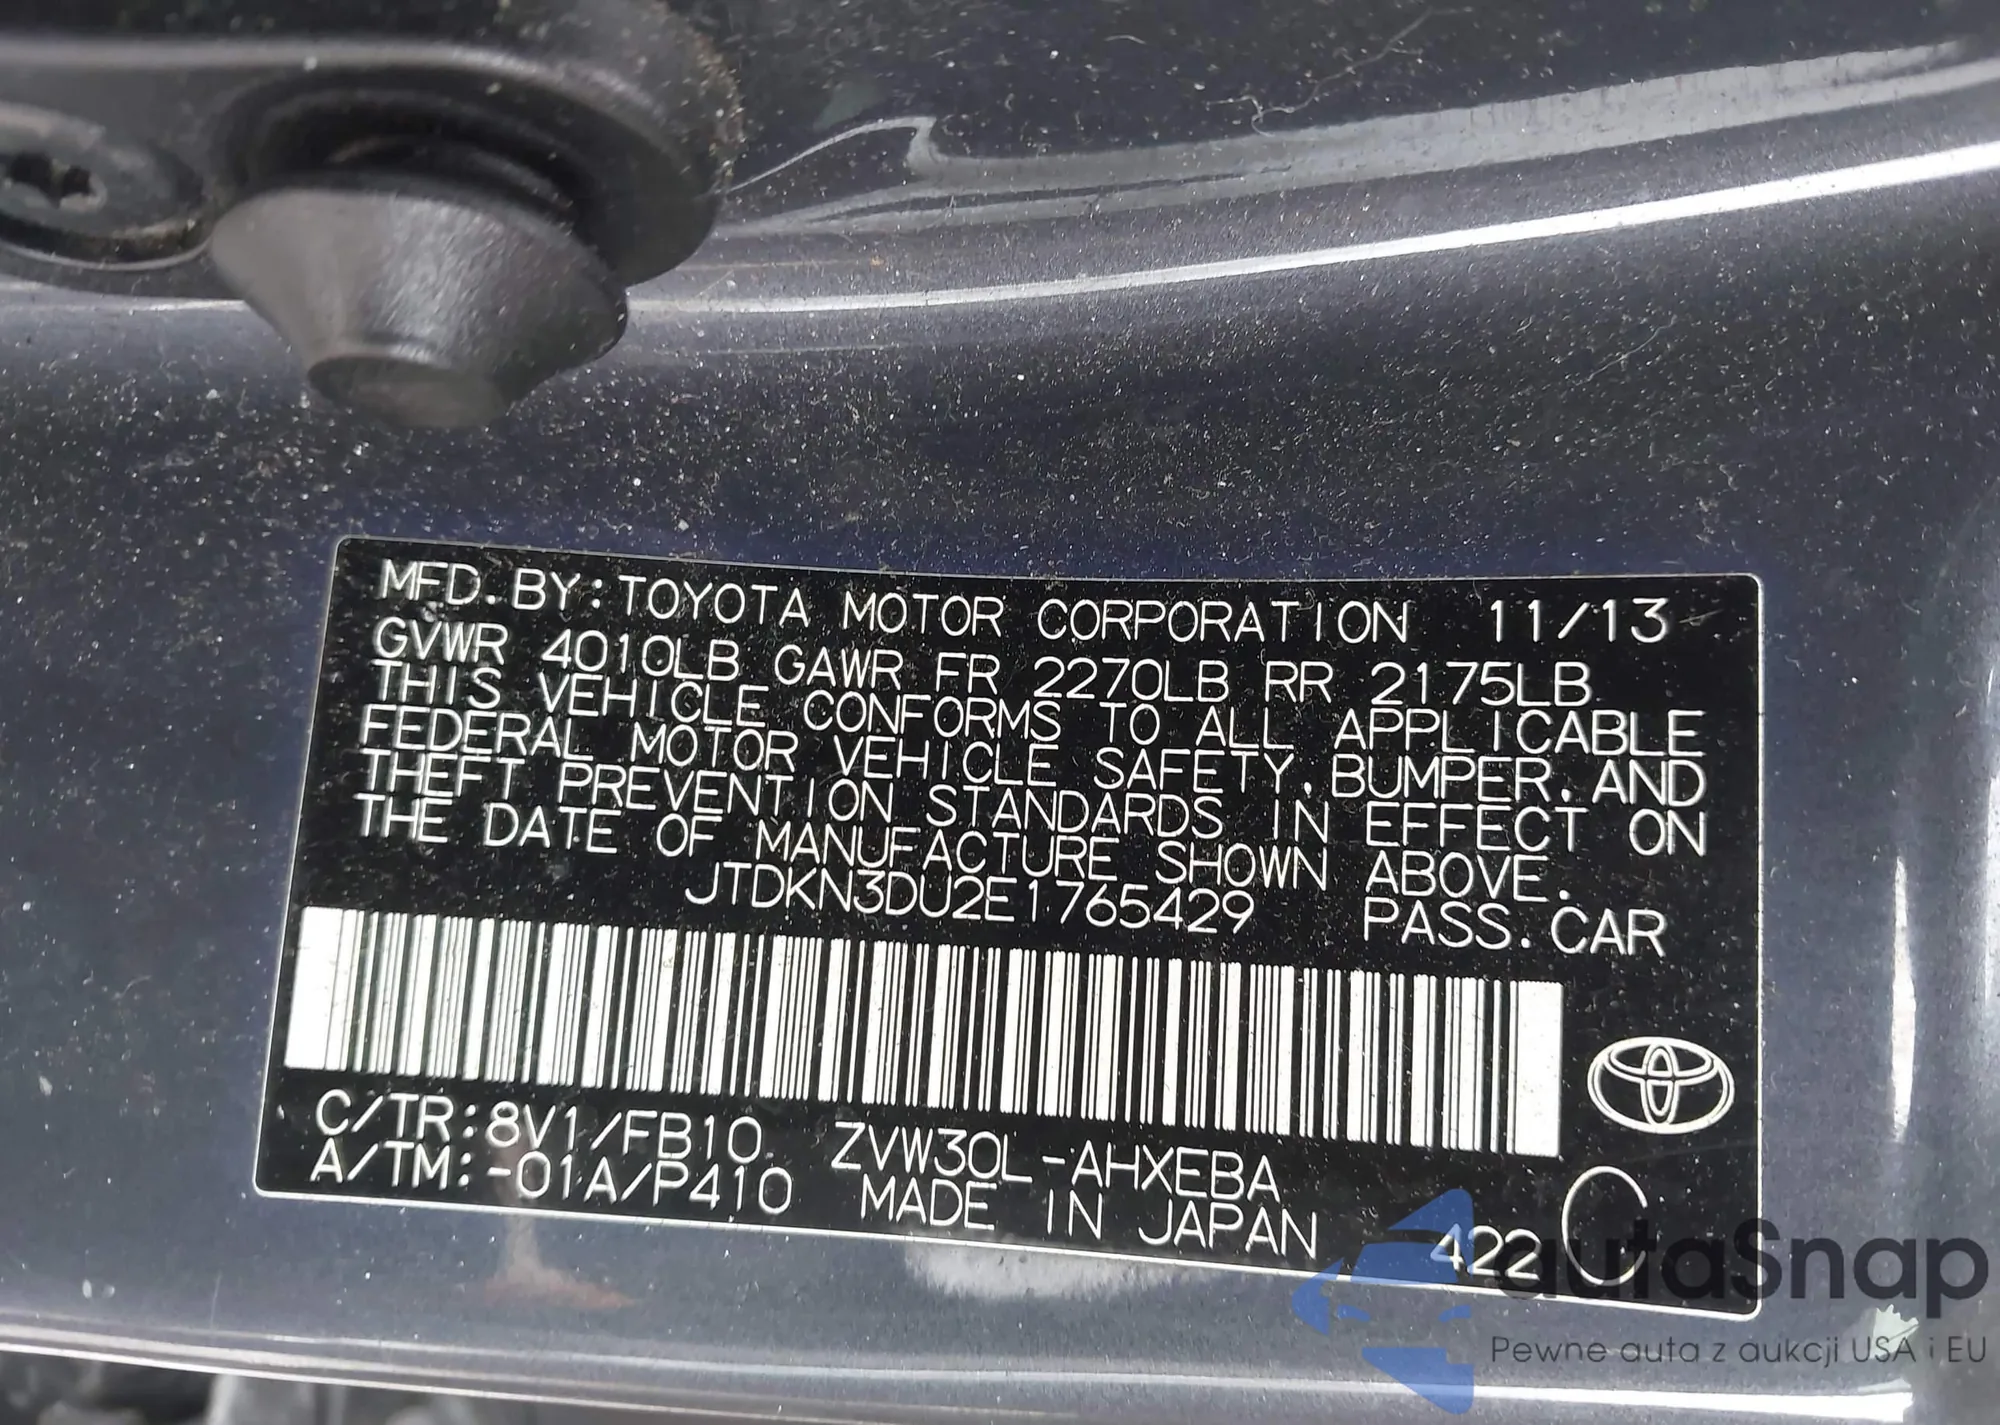 MFD. BY: TOYOTA MOTOR CORPORATION 11/13
GVWR 4010LB GAWR FR 2270LB RR 2175LB
THIS VEHICLE CONFORMS TO ALL APPLICABLE
FEDERAL MOTOR VEHICLE SAFETY, BUMPER, AND
THEFT PREVENTION STANDARDS IN EFFECT ON
THE DATE OF MANUFACTURE SHOWN ABOVE.
JTDKN3DU2E1765429 PASS. CAR
C/TR: 8V1/FB10 ZVW30L-AHXEBA
A/TM: -01A/P410 MADE IN JAPAN 422 C
autaSnap
Pewne auta z aukcji USA i EU